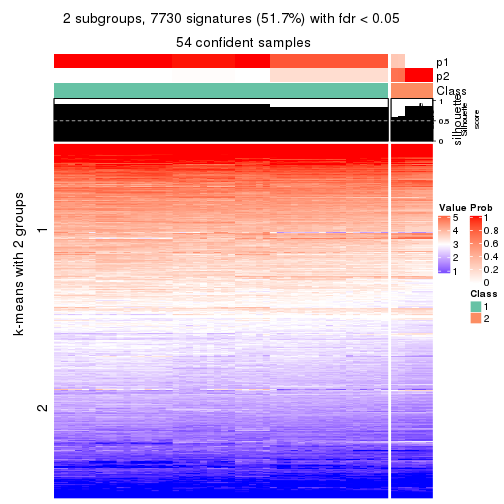 2 subgroups, 7730 signatures (51.7%) with fdr < 0.05
54 confident samples
p1
p2
Class
1
0.5
0
silhouette
Silhouette
score
k-means with 2 groups
1
2
Value
5
4
3
2
1
Prob
1
0.8
0.6
0.4
0.2
0
Class
1
2